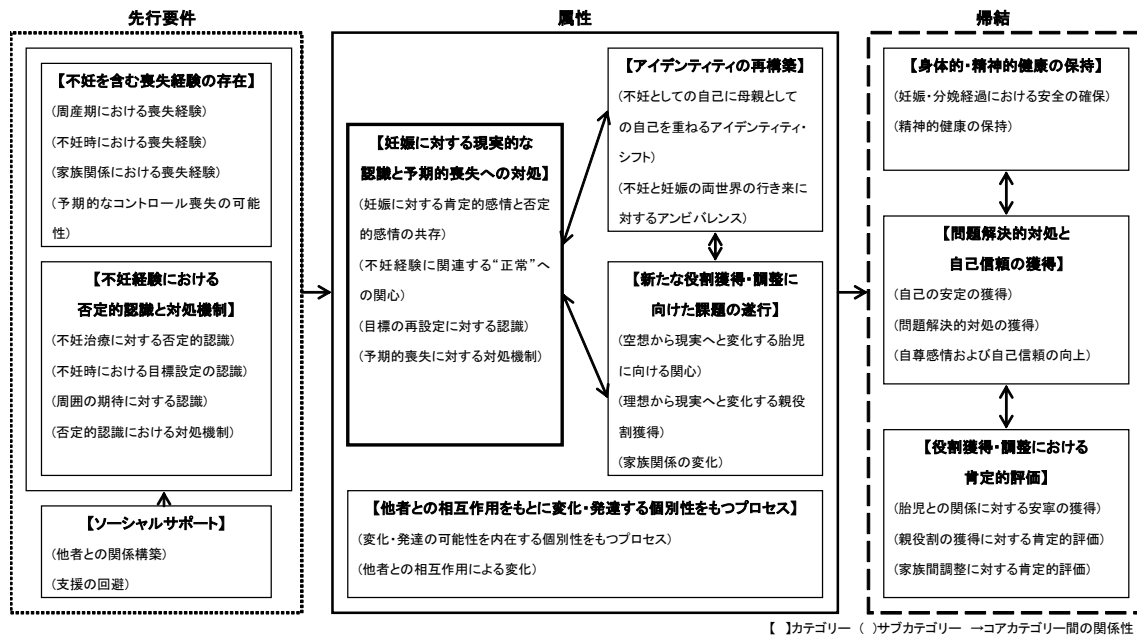 先行要件
【不妊を含む喪失経験の存在】
(周産期における喪失経験)
(不妊時における喪失経験)
(家族関係における喪失経験)
(予期的なコントロール喪失の可能
性)
【不妊経験における
否定的認識と対処機制】
(不妊治療に対する否定的認識)
(不妊時における目標設定の認識)
(周囲の期待に対する認識)
(否定的認識における対処機制)
【ソーシャルサポート】
(他者との関係構築)
(支援の回避)
属性
【妊娠に対する現実的な
認識と予期的喪失への対処】
(妊娠に対する肯定的感情と否定
的感情の共存)
(不妊経験に関連する“正常”へ
の関心)
(目標の再設定に対する認識)
(予期的喪失に対する対処機制)
【アイデンティティの再構築】
(不妊としての自己に母親として
の自己を重ねるアイデンティティ・
シフト)
(不妊と妊娠の両世界の行き来に
対するアンビバレンス)
【新たな役割獲得・調整に
向けた課題の遂行】
(空想から現実へと変化する胎児
に向ける関心)
(理想から現実へと変化する親役
割獲得)
(家族関係の変化)
【他者との相互作用をもとに変化・発達する個別性をもつプロセス】
(変化・発達の可能性を内在する個別性をもつプロセス)
(他者との相互作用による変化)
帰結
【身体的・精神的健康の保持】
(妊娠・分娩経過における安全の確保)
(精神的健康の保持)
【問題解決的対処と
自己信頼の獲得】
(自己の安定の獲得)
(問題解決的対処の獲得)
(自尊感情および自己信頼の向上)
【役割獲得・調整における
肯定的評価】
(胎児との関係に対する安寧の獲得)
(親役割の獲得に対する肯定的評価)
(家族間調整に対する肯定的評価)
【 】カテゴリー ( )サブカテゴリー →コアカテゴリー間の関係性